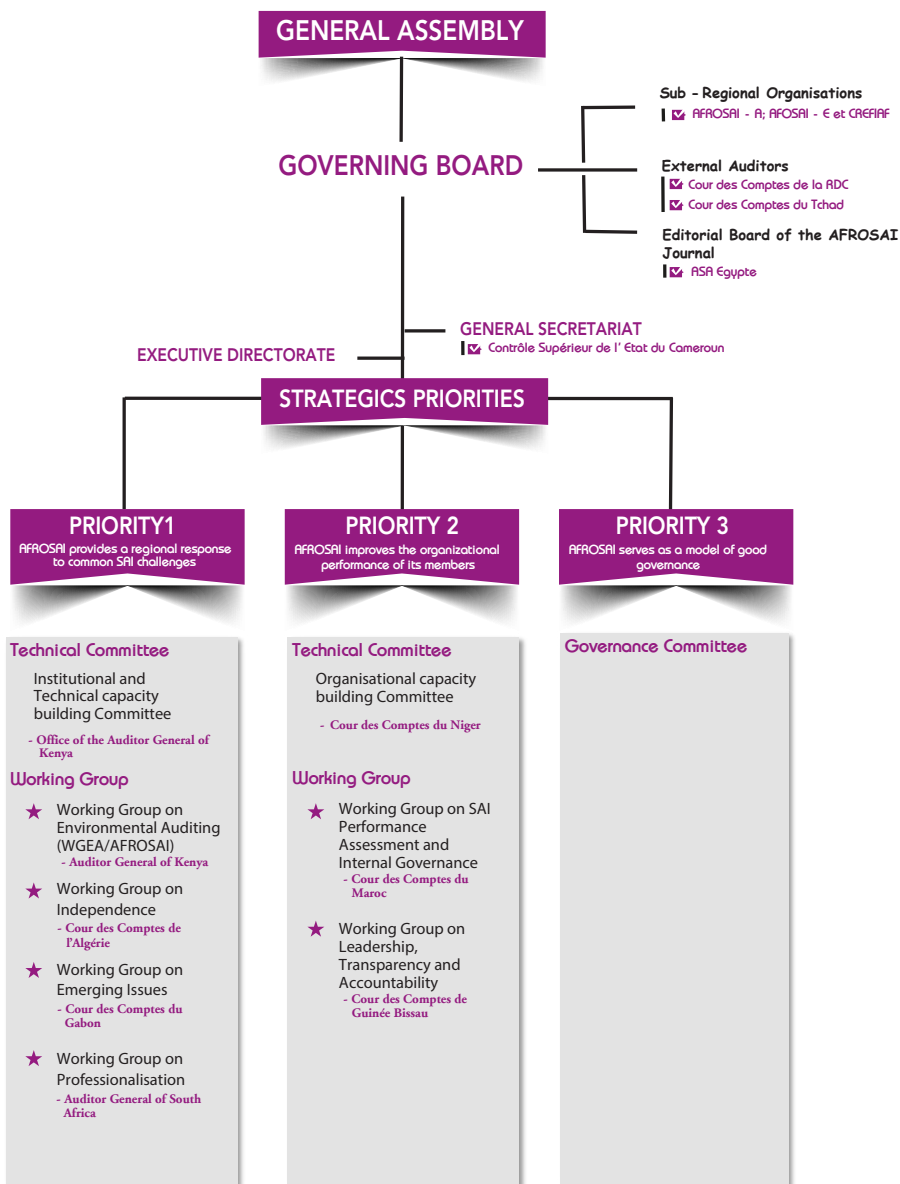 GENERAL ASSEMBLY
Sub - Regional Organisations
AFROSAI - A; AFOSAI - E et CREFIAF
GOVERNING BOARD
External Auditors
Cour des Comptes de la RDC
Cour des Comptes du Tchad
Editorial Board of the AFROSAI
Journal
ASA Egypte
GENERAL SECRETARIAT
Contrôle Supérieur de l' Etat du Cameroun
EXECUTIVE DIRECTORATE
STRATEGICS PRIORITIES
PRIORITY1
AFROSAI provides a regional response
to common SAI challenges
Technical Committee
Institutional and
Technical capacity
building Committee
- Office of the Auditor General of
Kenya
Working Group
★ Working Group on
Environmental Auditing
(WGEA/AFROSAI)
- Auditor General of Kenya
★ Working Group on
Independence
- Cour des Comptes de
l'Algérie
★ Working Group on
Emerging Issues
- Cour des Comptes du
Gabon
★ Working Group on
Professionalisation
- Auditor General of South
Africa
PRIORITY 2
AFROSAI improves the organizational
performance of its members
Technical Committee
Organisational capacity
building Committee
- Cour des Comptes du Niger
Working Group
★ Working Group on SAI
Performance
Assessment and
Internal Governance
- Cour des Comptes du
Maroc
★ Working Group on
Leadership,
Transparency and
Accountability
- Cour des Comptes de
Guinée Bissau
PRIORITY 3
AFROSAI serves as a model of good
governance
Governance Committee